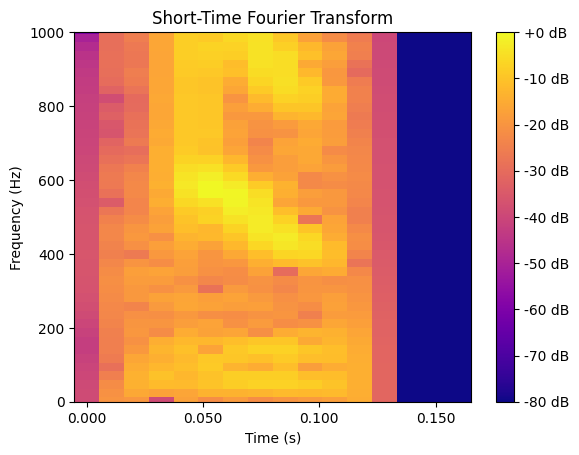 Short-Time Fourier Transform
1000
800
600
400
200
0
Frequency (Hz)
0.000
0.050
0.100
0.150
Time (s)
+0 dB
-10 dB
-20 dB
-30 dB
-40 dB
-50 dB
-60 dB
-70 dB
-80 dB